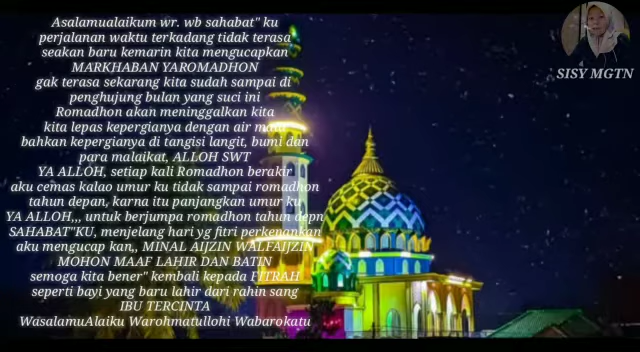 Asalamualaikum wr. wb sahabat" ku
perjalanan waktu terkadang tidak terasa
seakan baru kemarin kita mengucapkan
MARKHABAN YAROMADHON
gak terasa sekarang kita sudah sampai di
penghujung bulan yang suci ini
Romadhon akan meninggalkan kita
kita lepas kepergianya dengan air mata
bahkan kepergianya di tangisi langit, bumi dan
para malaikat, ALLOH SWT
YA ALLOH, setiap kali Romadhon berakir
aku cemas kalao umur ku tidak sampai romadhon
tahun depan, karna itu panjangkan umur ku
YA ALLOH,,, untuk berjumpa romadhon tahun depn
SAHABAT"KU, menjelang hari yg fitri perkenankan
aku mengucap kan,, MINAL AIJZIN WALFAIJZIN
MOHON MAAF LAHIR DAN BATIN
semoga kita bener" kembali kepada FITRAH
seperti bayi yang baru lahir dari rahin sang
IBU TERCINTA
WasalamuAlaiku Warohmatullohi Wabarokatu
SISY MGTN